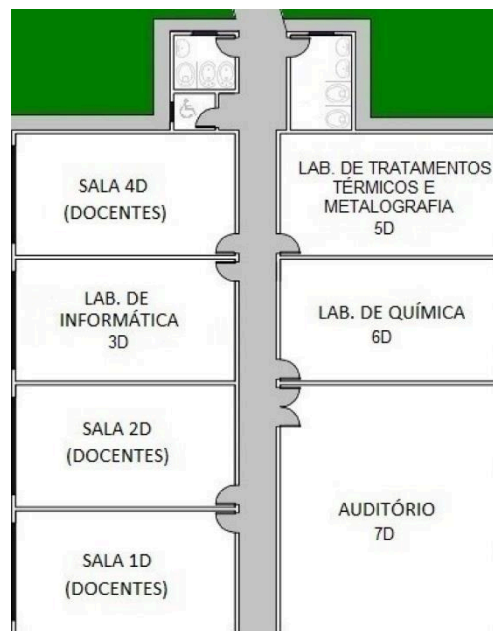 SALA 4D
(DOCENTES)
LAB. DE TRATAMENTOS
TÉRMICOS E
METALOGRAFIA
5D
LAB. DE
INFORMÁTICA
3D
LAB. DE QUÍMICA
6D
SALA 2D
(DOCENTES)
AUDITÓRIO
7D
SALA 1D
(DOCENTES)